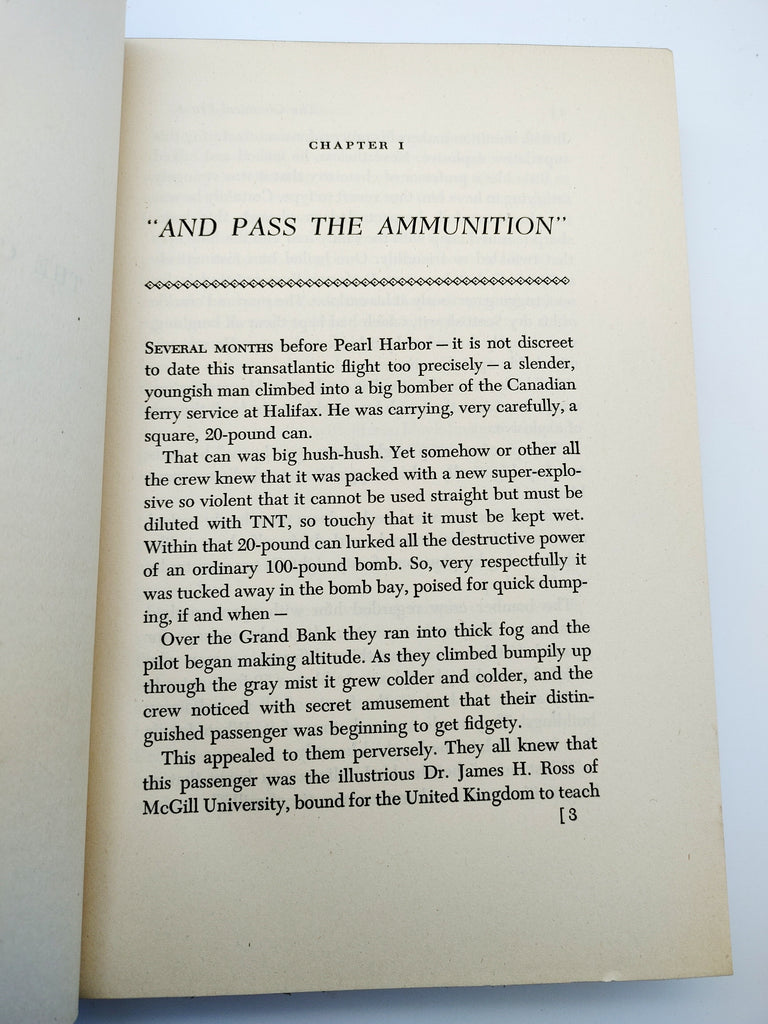 CHAPTER I
"AND PASS THE AMMUNITION"
SEVERAL MONTHS before Pearl Harbor — it is not discreet
to date this transatlantic flight too precisely — a slender,
youngish man climbed into a big bomber of the Canadian
ferry service at Halifax. He was carrying, very carefully, a
square, 20-pound can.
That can was big hush-hush. Yet somehow or other all
the crew knew that it was packed with a new super-explo-
sive so violent that it cannot be used straight but must be
diluted with TNT, so touchy that it must be kept wet.
Within that 20-pound can lurked all the destructive power
of an ordinary 100-pound bomb. So, very respectfully it
was tucked away in the bomb bay, poised for quick dump-
ing, if and when —
Over the Grand Bank they ran into thick fog and the
pilot began making altitude. As they climbed bumpily up
through the gray mist it grew colder and colder, and the
crew noticed with secret amusement that their distin-
guished passenger was beginning to get fidgety.
This appealed to them perversely. They all knew that
this passenger was the illustrious Dr. James H. Ross of
McGill University, bound for the United Kingdom to teach
[ 3